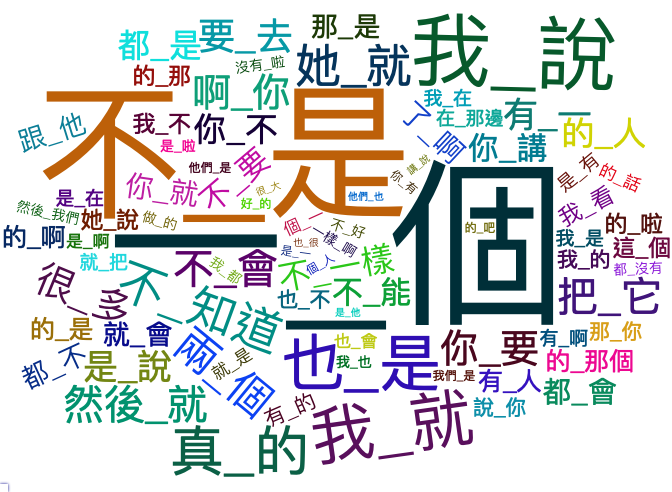 那_是
都_是
要_去
我_說
沒有_啦
她_就
的_那
啊_你
我_在
在_那邊
有_一
了_一個
跟_他
我_不
你_不
不_是
你_講
的_人
是_啦
他們_是
不_要
你_就
很_大
好_的
他們_也
你_有
講_說
是_有
的_話
是_在
然後_我們
她_說
做_的
一_個
個_一
不_好
一樣_啊
也_很
是_一
個_人
的_吧
我_看
的_啦
我_是
這_個
的_啊
是_啊
就_把
不_會
我_都
不_一樣
我_的
都_沒有
很_多
不_知道
也_不
不_能
是_他
把_它
的_是
就_會
兩_個
也_會
你_要
有_啊
那_你
都_不
是_說
就_是
也_是
我_也
我們_是
有_人
的_那個
都_會
然後_就
有_的
我_就
說_你
真_的